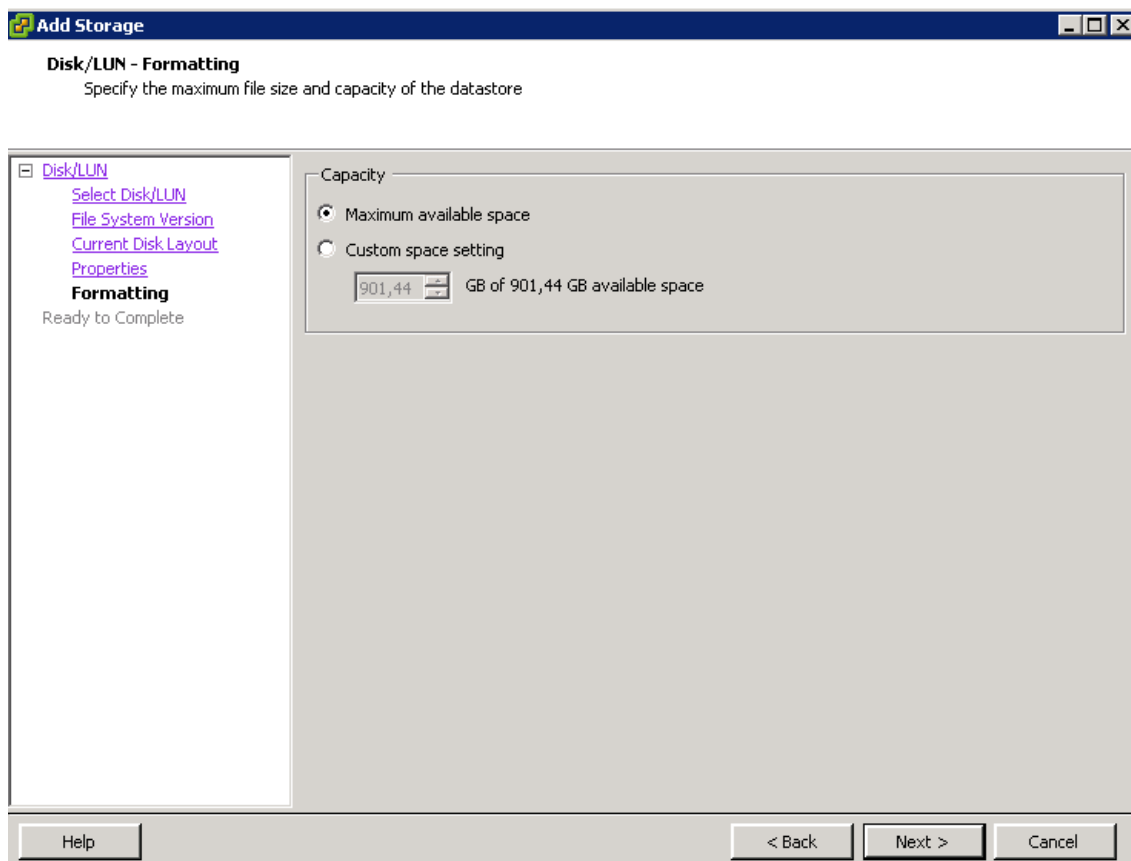 Add Storage
Disk/LUN - Formatting
Specify the maximum file size and capacity of the datastore
Disk/LUN
Select Disk/LUN
File System Version
Current Disk Layout
Properties
Formatting
Ready to Complete
Capacity
Maximum available space
Custom space setting
901,44 GB of 901,44 GB available space
Help < Back Next > Cancel